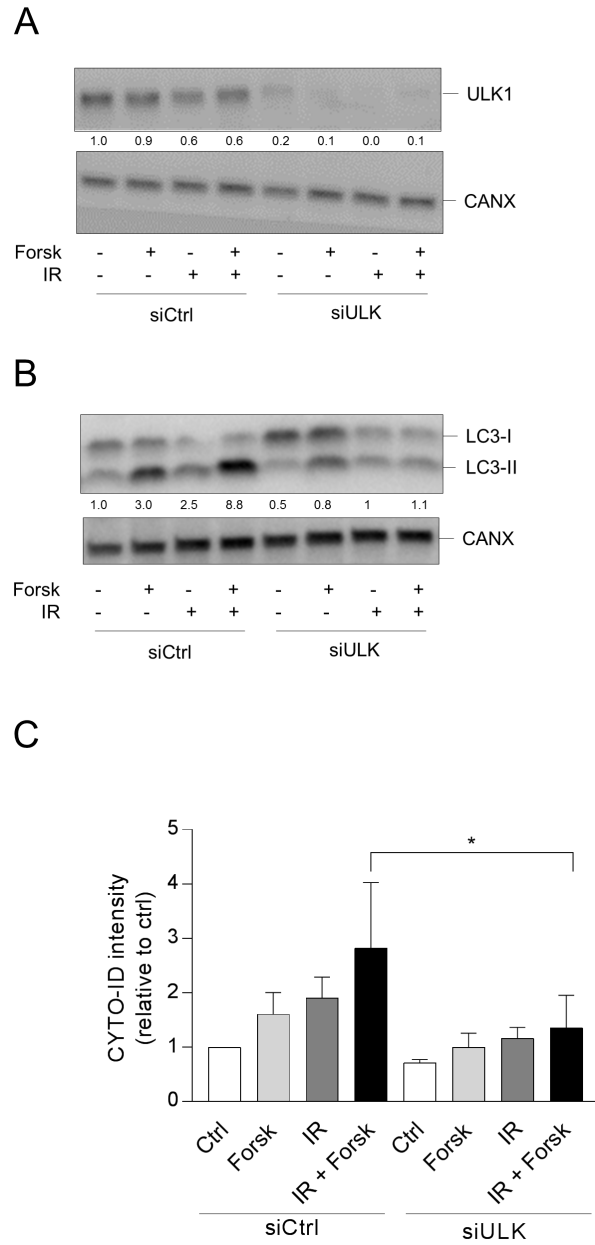 A
ULK1
1.0 0.9 0.6 0.6 0.2 0.1 0.0 0.1
CANX
Forsk - + - + - + - +
IR - - + + - - + +
siCtrl siULK
B
LC3-I
LC3-II
1.0 3.0 2.5 8.8 0.5 0.8 1 1.1
CANX
Forsk - + - + - + - +
IR - - + + - - + +
siCtrl siULK
C
CYTO-ID intensity
(relative to ctrl)
5
4
3
2
1
0
*
Ctrl Forsk IR IR + Forsk Ctrl Forsk IR IR + Forsk
siCtrl siULK